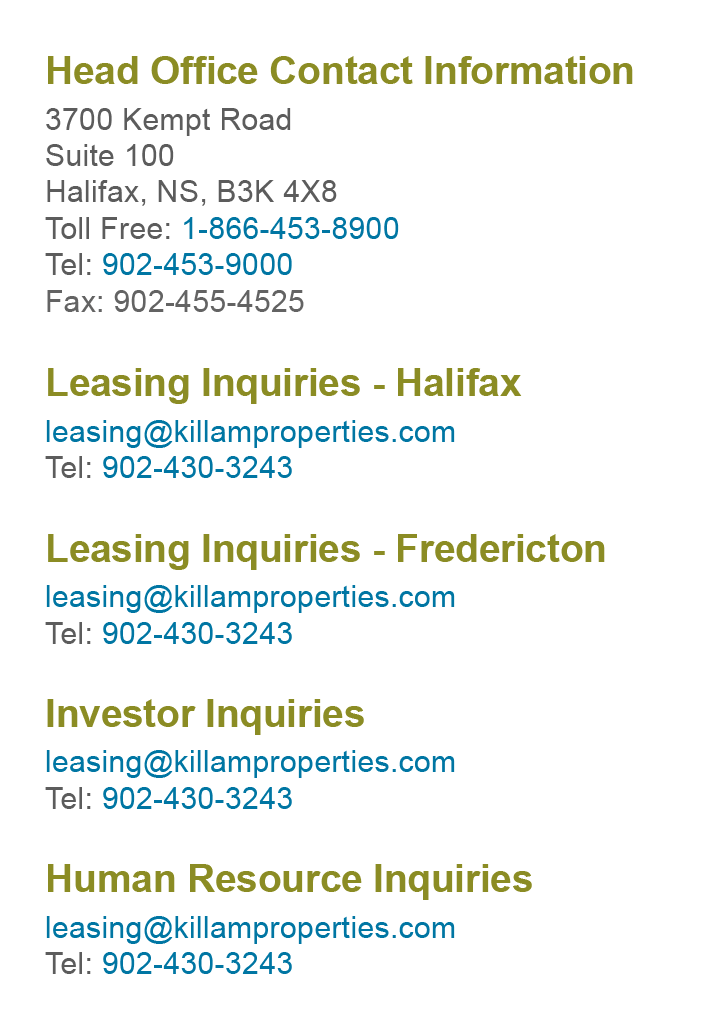 Head Office Contact Information
3700 Kempt Road
Suite 100
Halifax, NS, B3K 4X8
Toll Free: 1-866-453-8900
Tel: 902-453-9000
Fax: 902-455-4525
Leasing Inquiries - Halifax
leasing@killamproperties.com
Tel: 902-430-3243
Leasing Inquiries - Fredericton
leasing@killamproperties.com
Tel: 902-430-3243
Investor Inquiries
leasing@killamproperties.com
Tel: 902-430-3243
Human Resource Inquiries
leasing@killamproperties.com
Tel: 902-430-3243